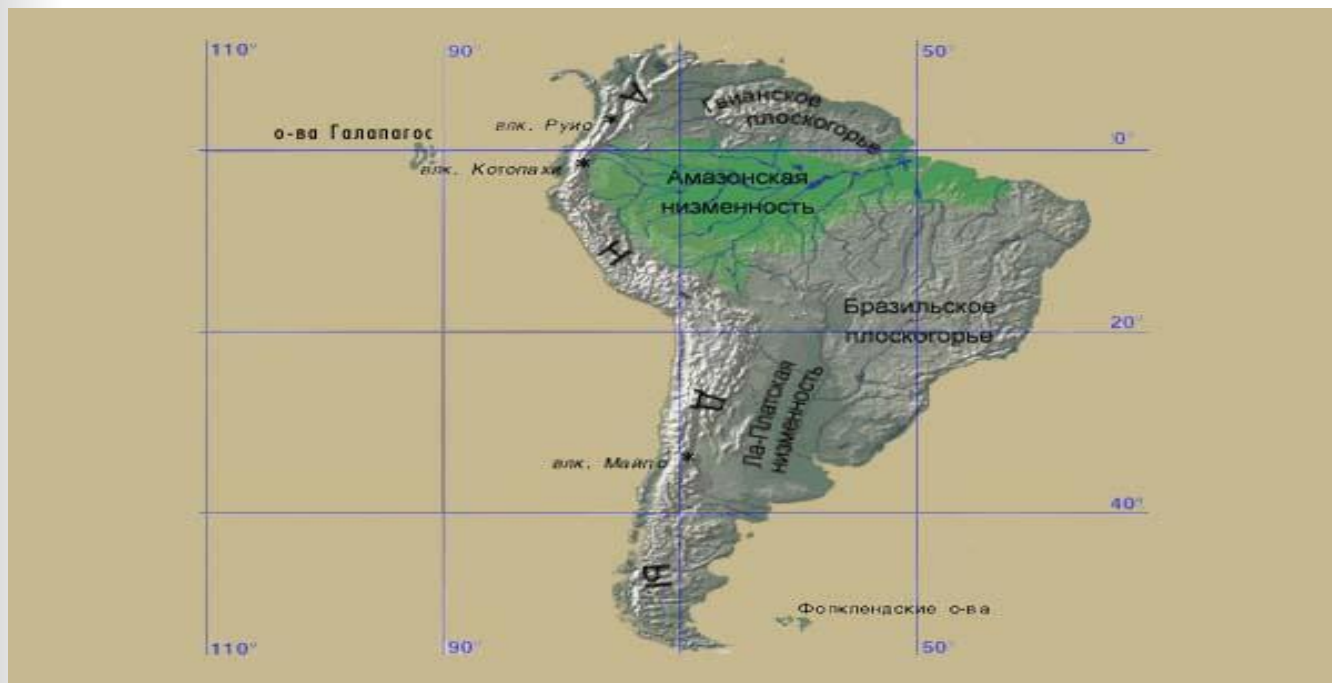 110° 90° 50°
А
Гвианское
плоскогорье
влк. Руис
о-ва Галапагос
0°
влк. Котопахи
Амазонская
низменность
Н
Бразильское
плоскогорье
20°
Д
Ла-Платская
низменность
влк. Майпо
40°
Ы
Фолклендские о-ва
110° 90° 50°